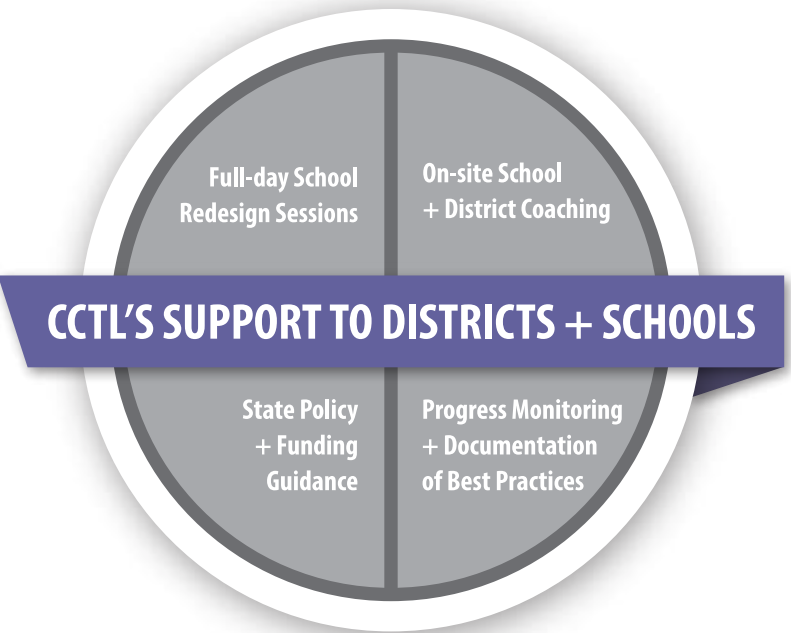 Full-day School
Redesign Sessions
On-site School
+ District Coaching
CCTL’S SUPPORT TO DISTRICTS + SCHOOLS
State Policy
+ Funding
Guidance
Progress Monitoring
+ Documentation
of Best Practices